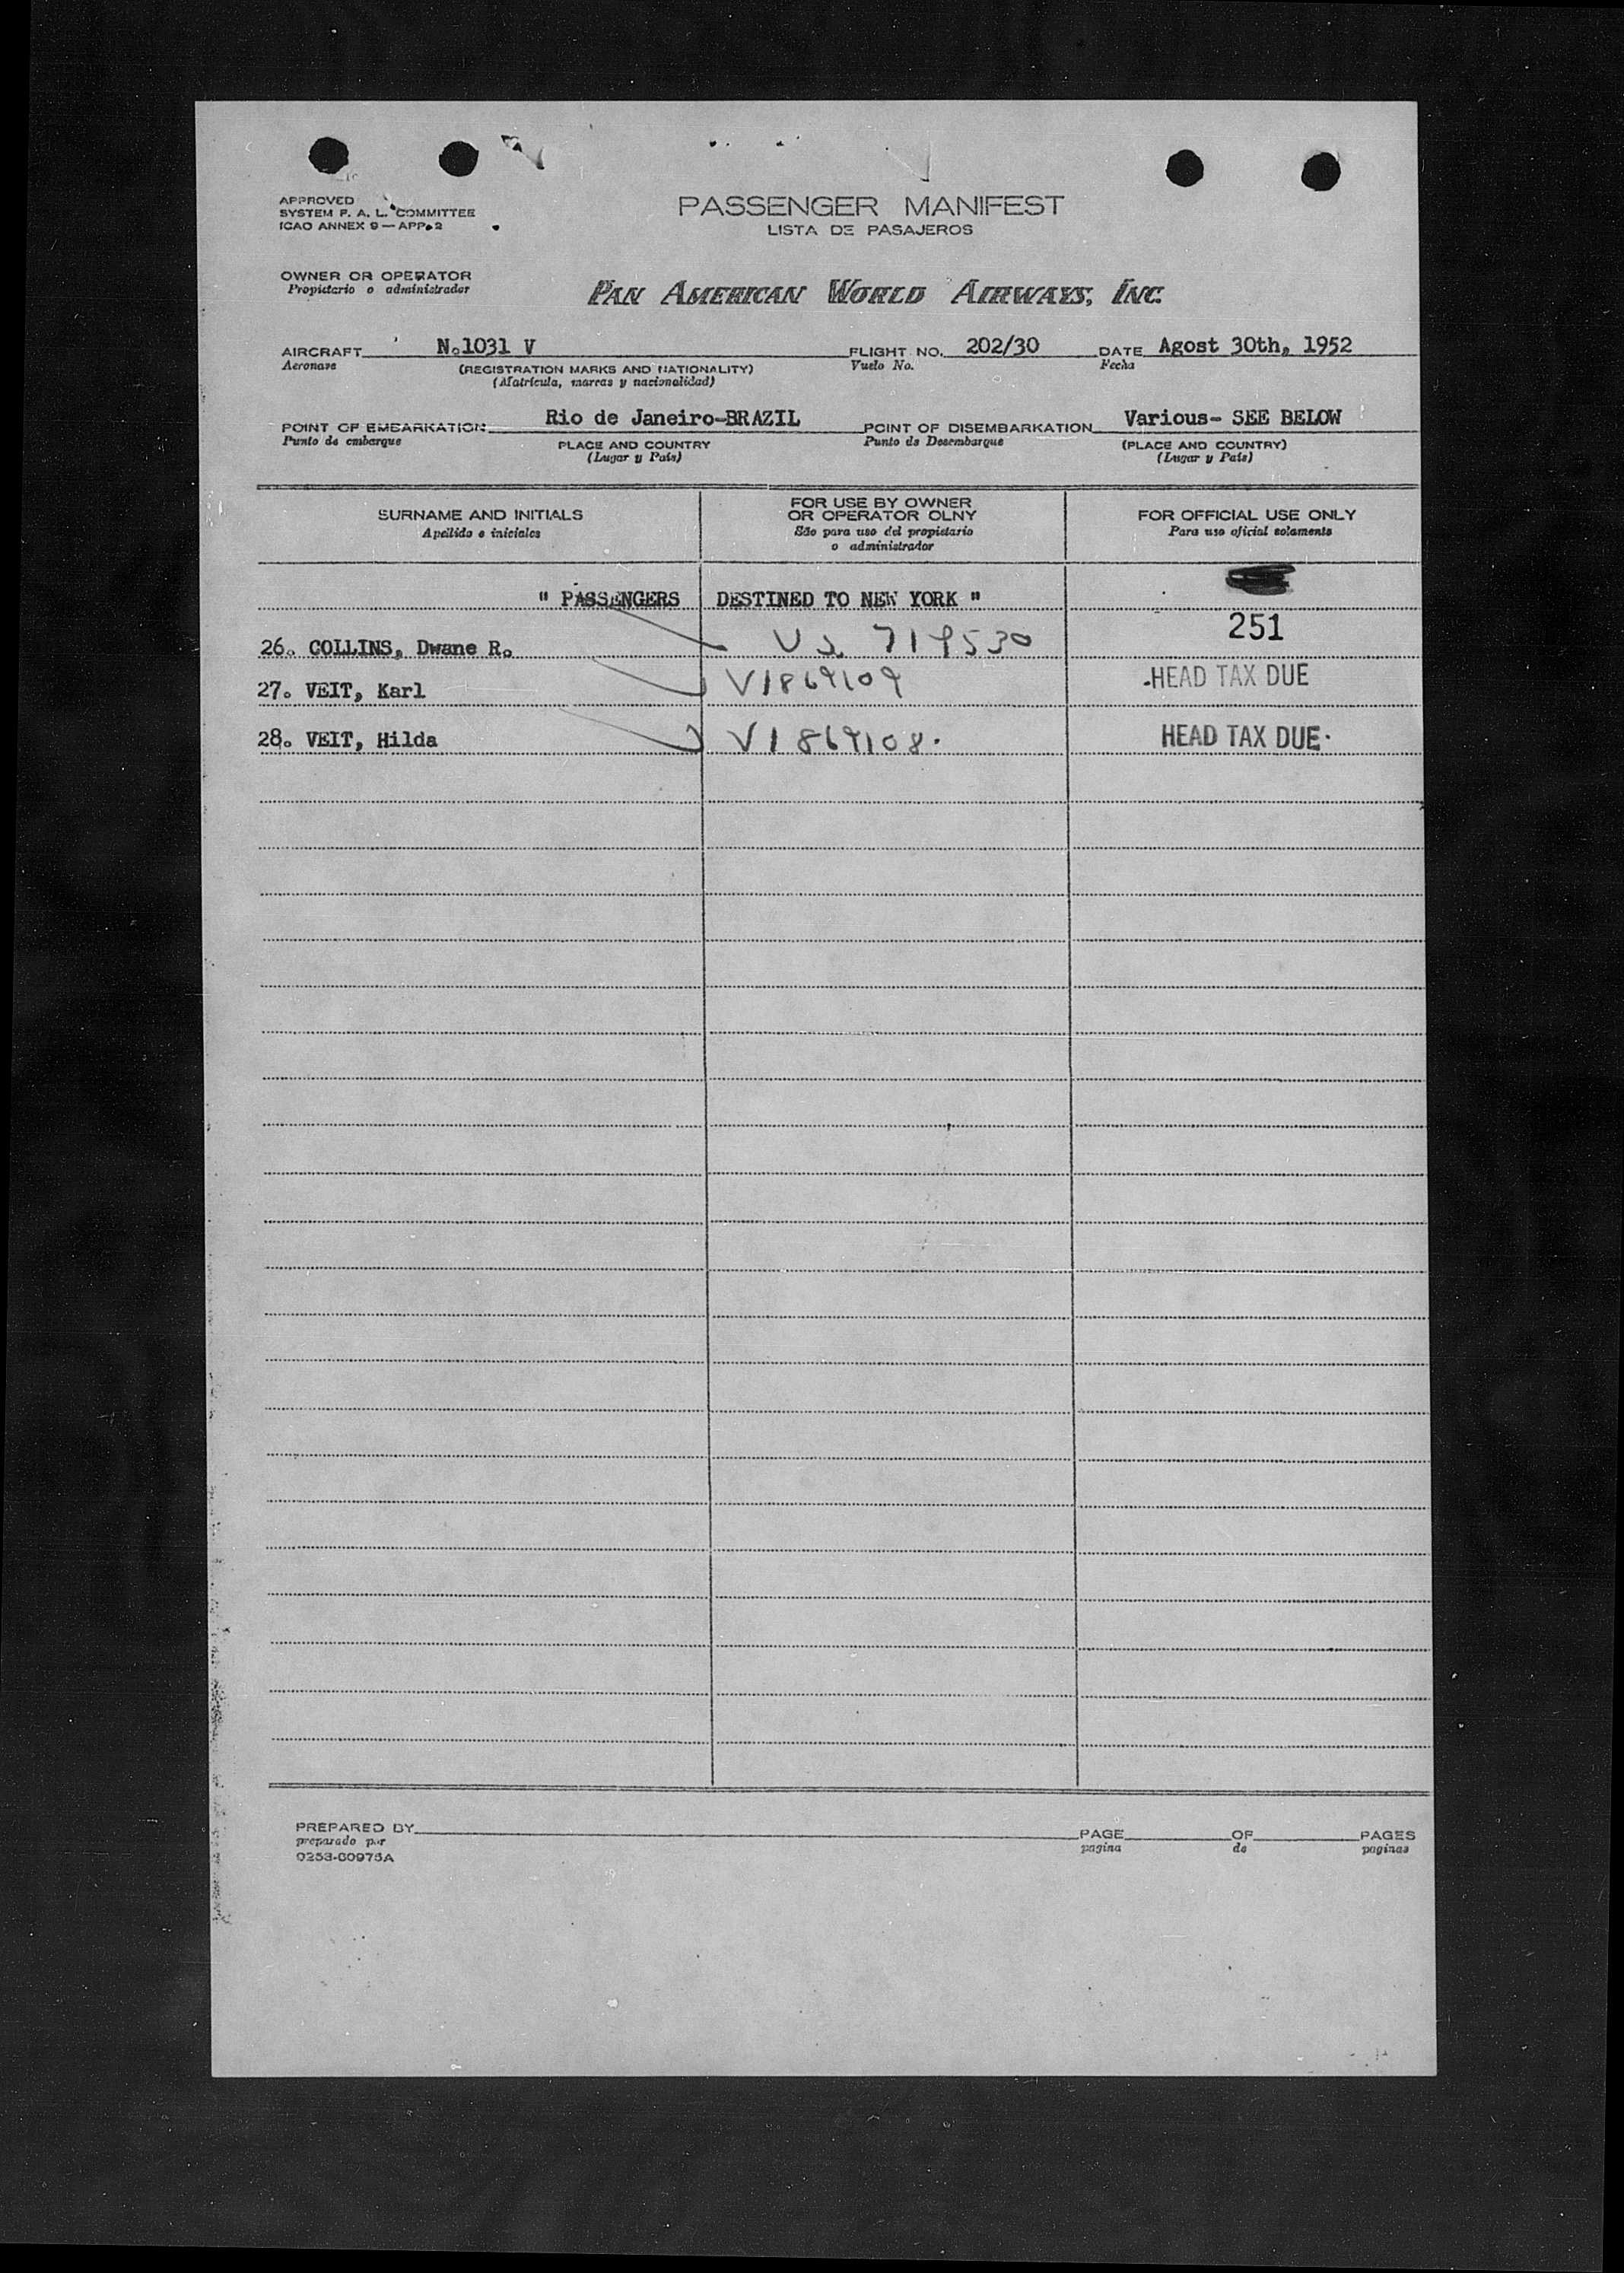 APPROVED
SYSTEM F. A. L. COMMITTEE
ICAO ANNEX 9 — APP. 2
PASSENGER MANIFEST
LISTA DE PASAJEROS
OWNER OR OPERATOR
Propietario o administrador
PAN AMERICAN WORLD AIRWAYS, INC.
AIRCRAFT N.1031 V FLIGHT NO. 202/30 DATE Agost 30th, 1952
Aeronave (REGISTRATION MARKS AND NATIONALITY) Vuelo No. Fecha
(Matrícula, marcas y nacionalidad)
POINT OF EMBARKATION Rio de Janeiro-BRAZIL POINT OF DISEMBARKATION Various- SEE BELOW
Punto de embarque PLACE AND COUNTRY Punto de Desembarque (PLACE AND COUNTRY)
(Lugar y País) (Lugar y País)
SURNAME AND INITIALS
Apellido e iniciales
FOR USE BY OWNER
OR OPERATOR OLNY
São para uso del propietario
o administrador
FOR OFFICIAL USE ONLY
Para uso oficial solamente
" PASSENGERS DESTINED TO NEW YORK "
26. COLLINS, Dwane R. US 719530 251
27. VEIT, Karl V1869109 HEAD TAX DUE
28. VEIT, Hilda V1869108. HEAD TAX DUE
PREPARED BY PAGE OF PAGES
preparado por pagina de paginas
0253-60975A